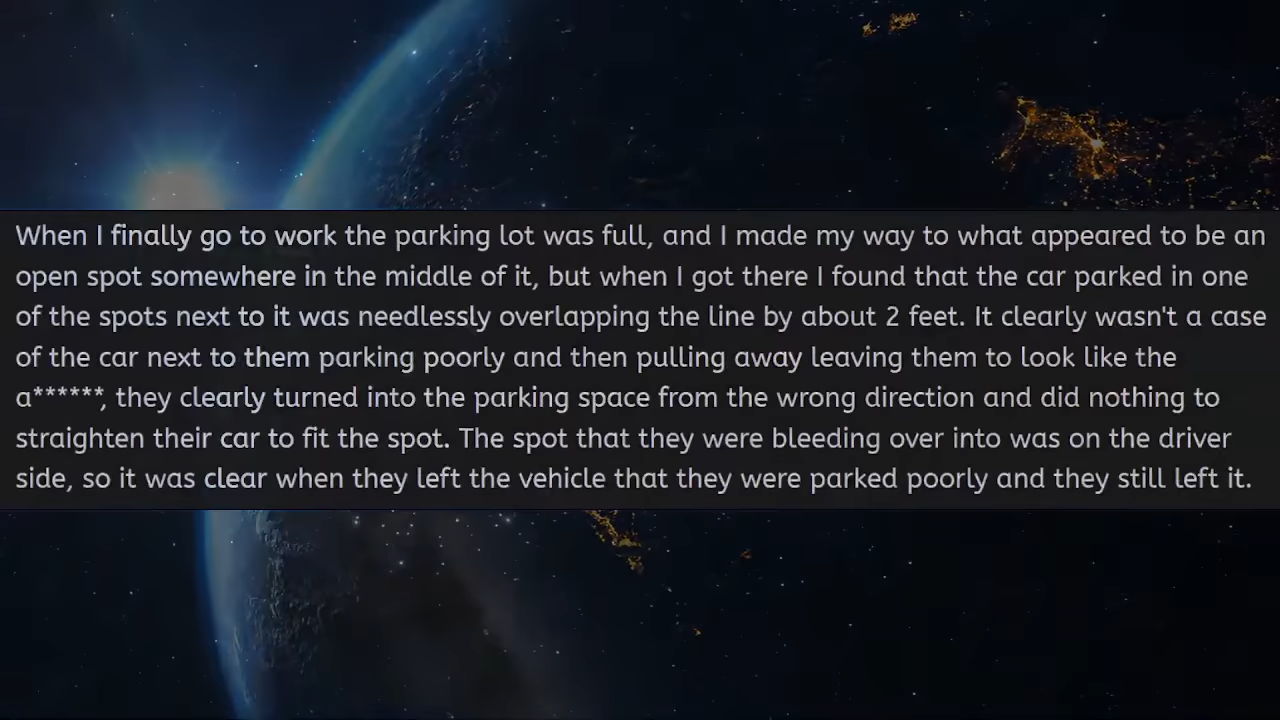 When I finally go to work the parking lot was full, and I made my way to what appeared to be an
open spot somewhere in the middle of it, but when I got there I found that the car parked in one
of the spots next to it was needlessly overlapping the line by about 2 feet. It clearly wasn't a case
of the car next to them parking poorly and then pulling away leaving them to look like the
a******, they clearly turned into the parking space from the wrong direction and did nothing to
straighten their car to fit the spot. The spot that they were bleeding over into was on the driver
side, so it was clear when they left the vehicle that they were parked poorly and they still left it.